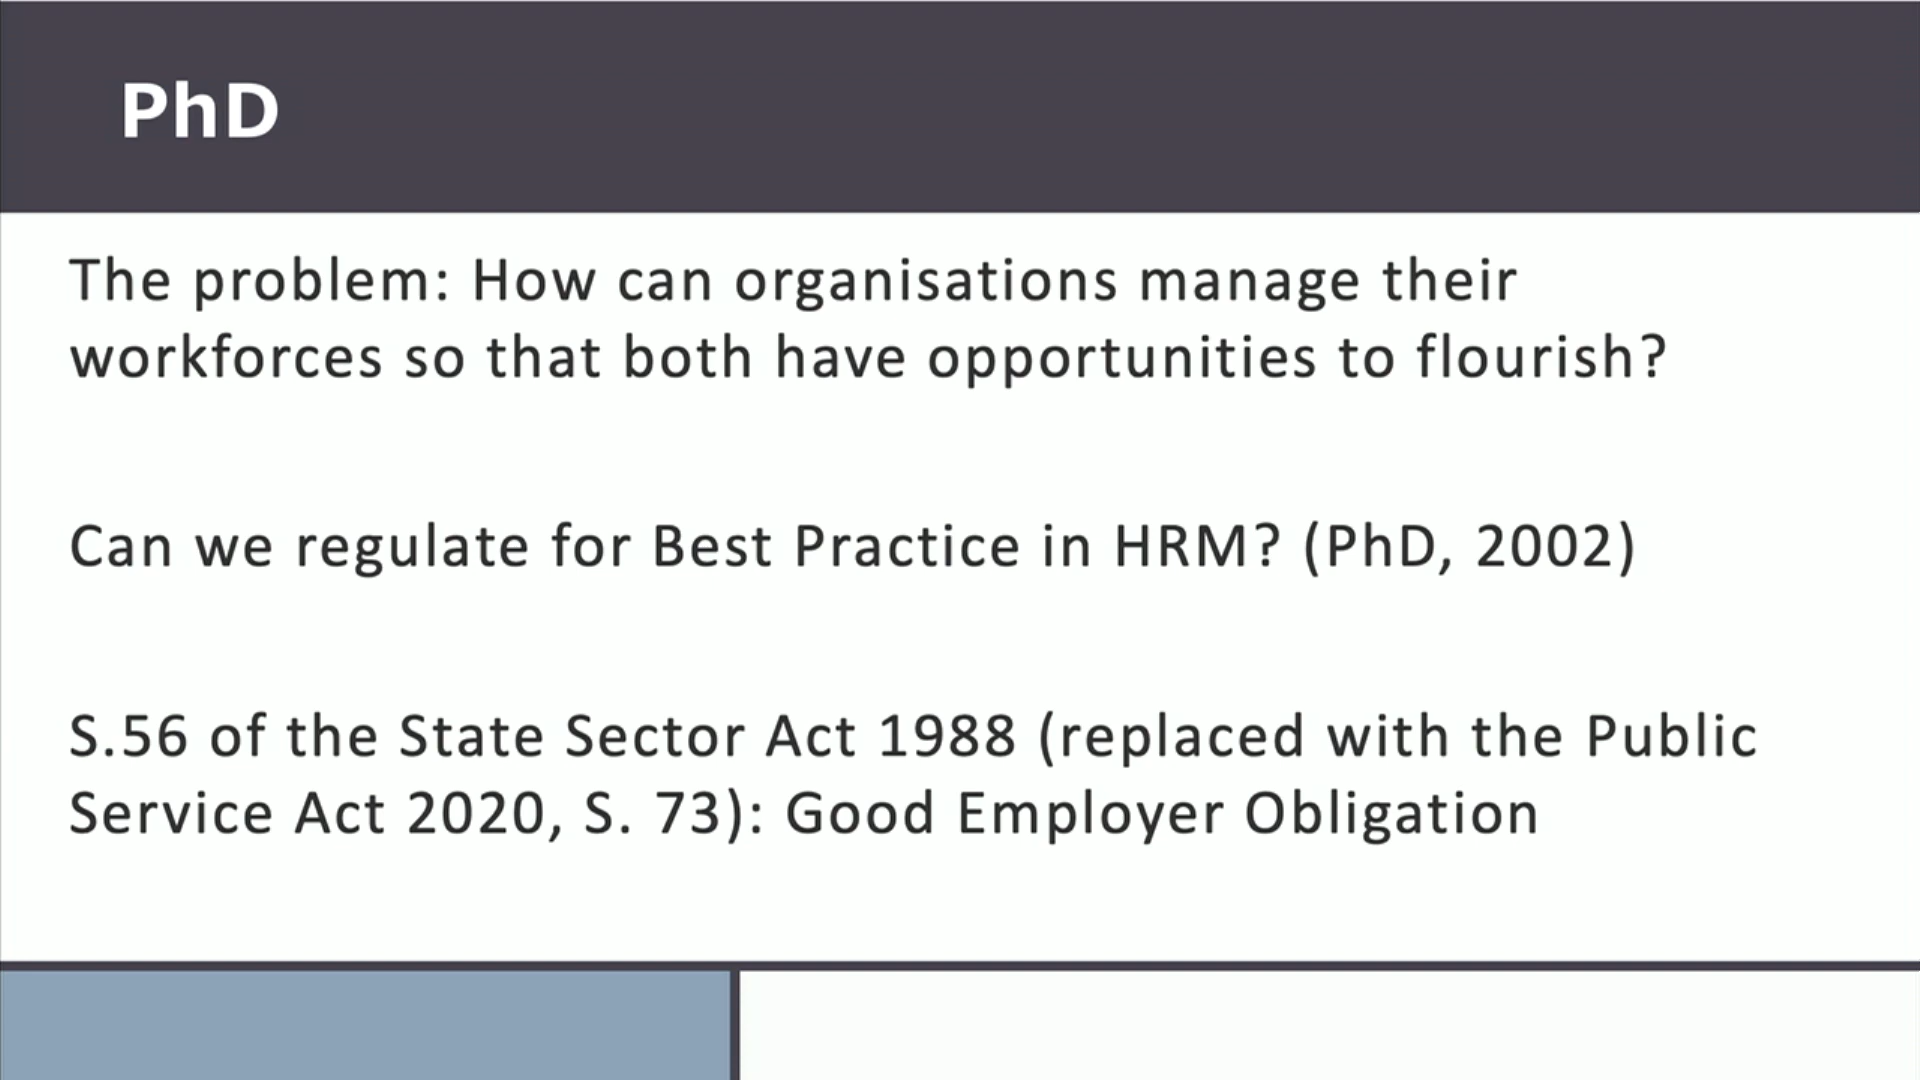 PhD
The problem: How can organisations manage their
workforces so that both have opportunities to flourish?
Can we regulate for Best Practice in HRM? (PhD, 2002)
S.56 of the State Sector Act 1988 (replaced with the Public
Service Act 2020, S. 73): Good Employer Obligation